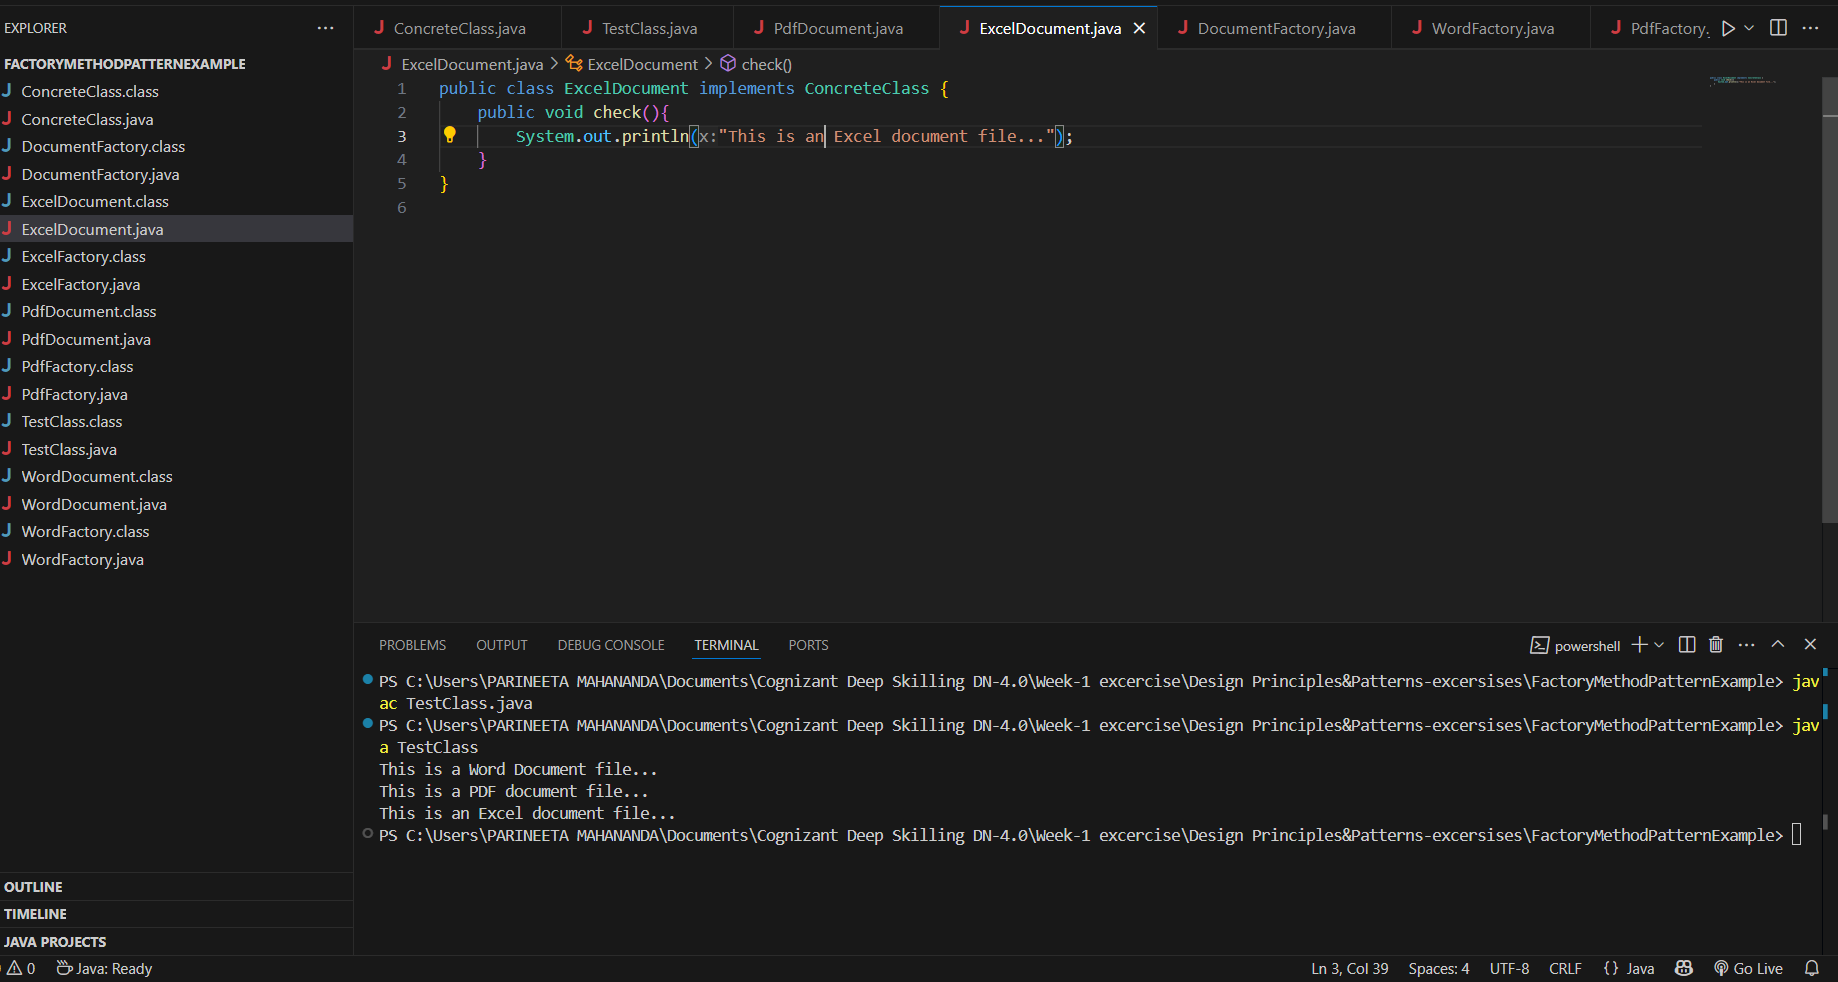 EXPLORER
FACTORYMETHODPATTERNEXAMPLE
ConcreteClass.class
ConcreteClass.java
DocumentFactory.class
DocumentFactory.java
ExcelDocument.class
ExcelDocument.java
ExcelFactory.class
ExcelFactory.java
PdfDocument.class
PdfDocument.java
PdfFactory.class
PdfFactory.java
TestClass.class
TestClass.java
WordDocument.class
WordDocument.java
WordFactory.class
WordFactory.java
OUTLINE
TIMELINE
JAVA PROJECTS
ConcreteClass.java TestClass.java PdfDocument.java ExcelDocument.java DocumentFactory.java WordFactory.java PdfFactory.
ExcelDocument.java > ExcelDocument > check()
1 public class ExcelDocument implements ConcreteClass {
2 public void check(){
3 System.out.println(x:"This is an Excel document file...");
4 }
5 }
6
PROBLEMS OUTPUT DEBUG CONSOLE TERMINAL PORTS powershell
PS C:\Users\PARINEETA MAHANANDA\Documents\Cognizant Deep Skilling DN-4.0\Week-1 excercise\Design Principles&Patterns-excersises\FactoryMethodPatternExample> jav
ac TestClass.java
PS C:\Users\PARINEETA MAHANANDA\Documents\Cognizant Deep Skilling DN-4.0\Week-1 excercise\Design Principles&Patterns-excersises\FactoryMethodPatternExample> jav
a TestClass
This is a Word Document file...
This is a PDF document file...
This is an Excel document file...
PS C:\Users\PARINEETA MAHANANDA\Documents\Cognizant Deep Skilling DN-4.0\Week-1 excercise\Design Principles&Patterns-excersises\FactoryMethodPatternExample>
0 Java: Ready Ln 3, Col 39 Spaces: 4 UTF-8 CRLF {} Java Go Live